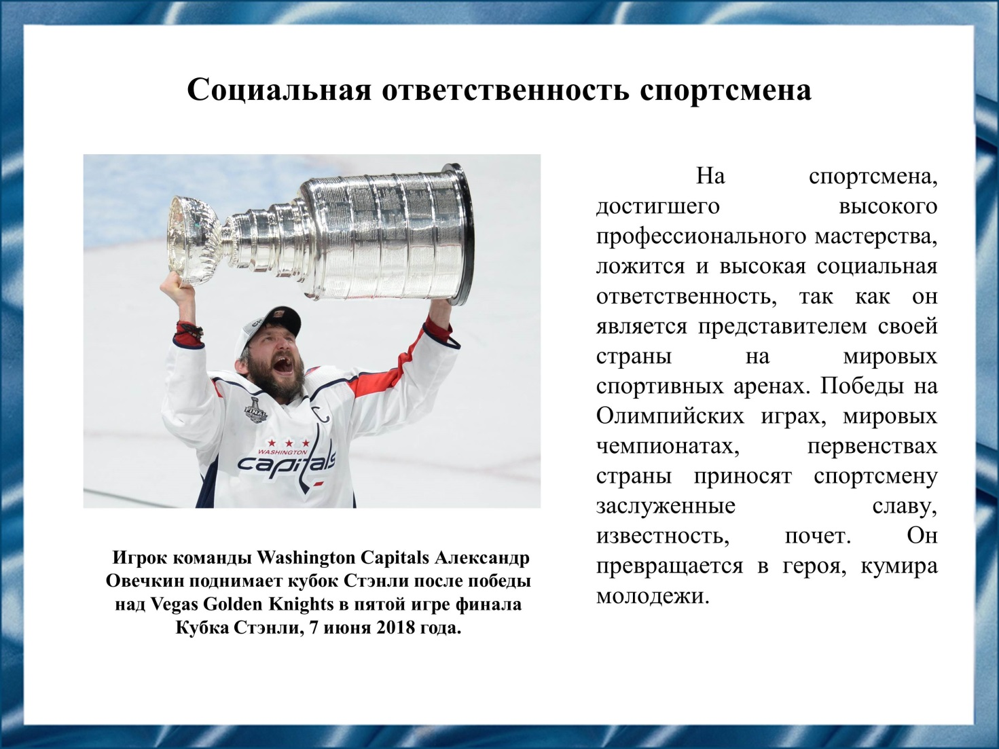 Социальная ответственность спортсмена
FINAL
C
WASHINGTON
capitals
Игрок команды Washington Capitals Александр
Овечкин поднимает кубок Стэнли после победы
над Vegas Golden Knights в пятой игре финала
Кубка Стэнли, 7 июня 2018 года.
На спортсмена,
достигшего высокого
профессионального мастерства,
ложится и высокая социальная
ответственность, так как он
является представителем своей
страны на мировых
спортивных аренах. Победы на
Олимпийских играх, мировых
чемпионатах, первенствах
страны приносят спортсмену
заслуженные славу,
известность, почет. Он
превращается в героя, кумира
молодежи.